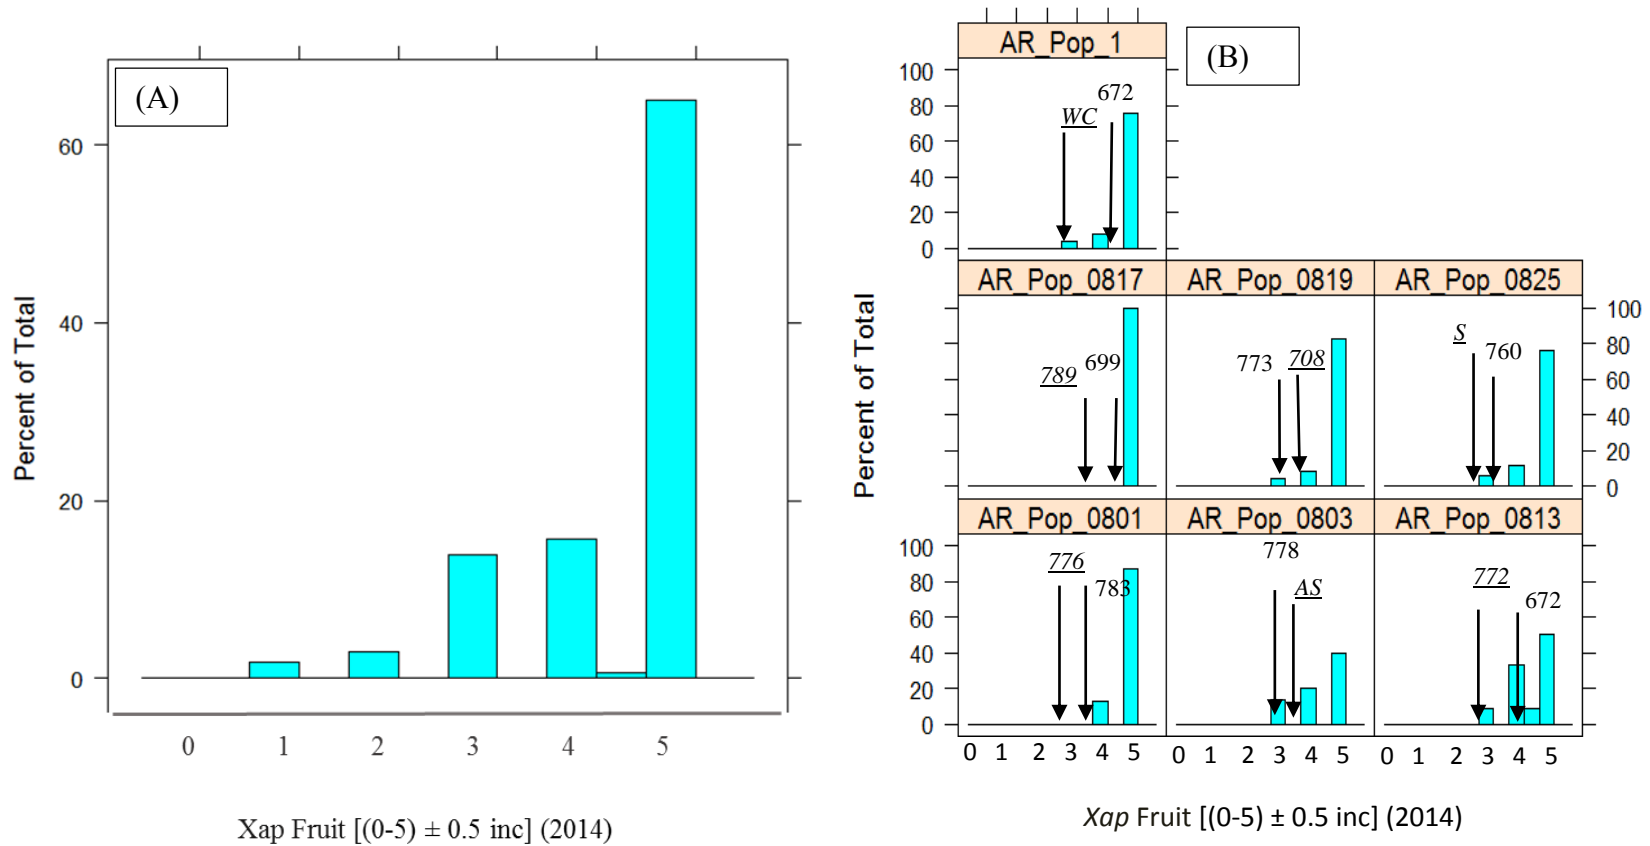 (A)
60
40
20
0
Percent of Total
0 1 2 3 4 5
Xap Fruit [(0-5) ± 0.5 inc] (2014)
(B)
AR_Pop_1
100
80
60
40
20
0
WC
672
AR_Pop_0817 AR_Pop_0819 AR_Pop_0825
789
699
773
708
S
760
100
80
60
40
20
0
Percent of Total
AR_Pop_0801 AR_Pop_0803 AR_Pop_0813
100
80
60
40
20
0
776
783
778
AS
772
672
0 1 2 3 4 5 0 1 2 3 4 5 0 1 2 3 4 5
Xap Fruit [(0-5) ± 0.5 inc] (2014)